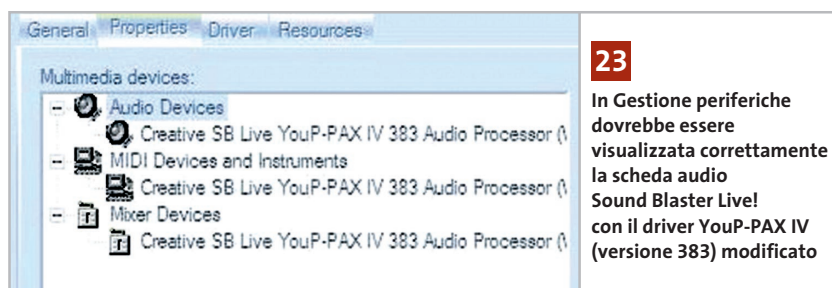 General Properties Driver Resources
Multimedia devices:
Audio Devices
Creative SB Live YouP-PAX IV 383 Audio Processor (
MIDI Devices and Instruments
Creative SB Live YouP-PAX IV 383 Audio Processor (
Mixer Devices
Creative SB Live YouP-PAX IV 383 Audio Processor (
23
In Gestione periferiche
dovrebbe essere
visualizzata correttamente
la scheda audio
Sound Blaster Live!
con il driver YouP-PAX IV
(versione 383) modificato